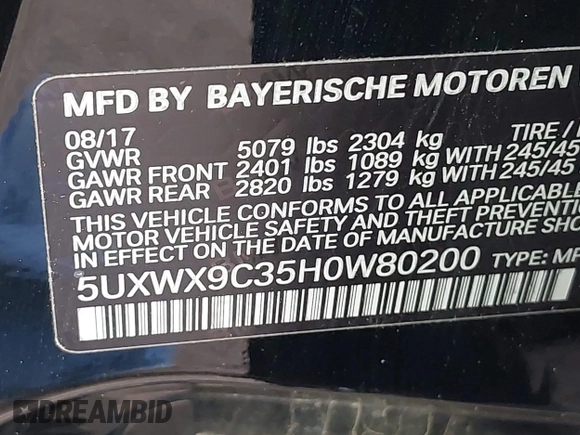 MFD BY BAYERISCHE MOTOREN
08/17
GVWR 5079 lbs 2304 kg TIRE /
GAWR FRONT 2401 lbs 1089 kg WITH 245/45
GAWR REAR 2820 lbs 1279 kg WITH 245/45
THIS VEHICLE CONFORMS TO ALL APPLICABLE
MOTOR VEHICLE SAFETY AND THEFT PREVENTI
IN EFFECT ON THE DATE OF MANUFACTURE SHO
5UXWX9C35H0W80200 TYPE: MP
DREAMBID